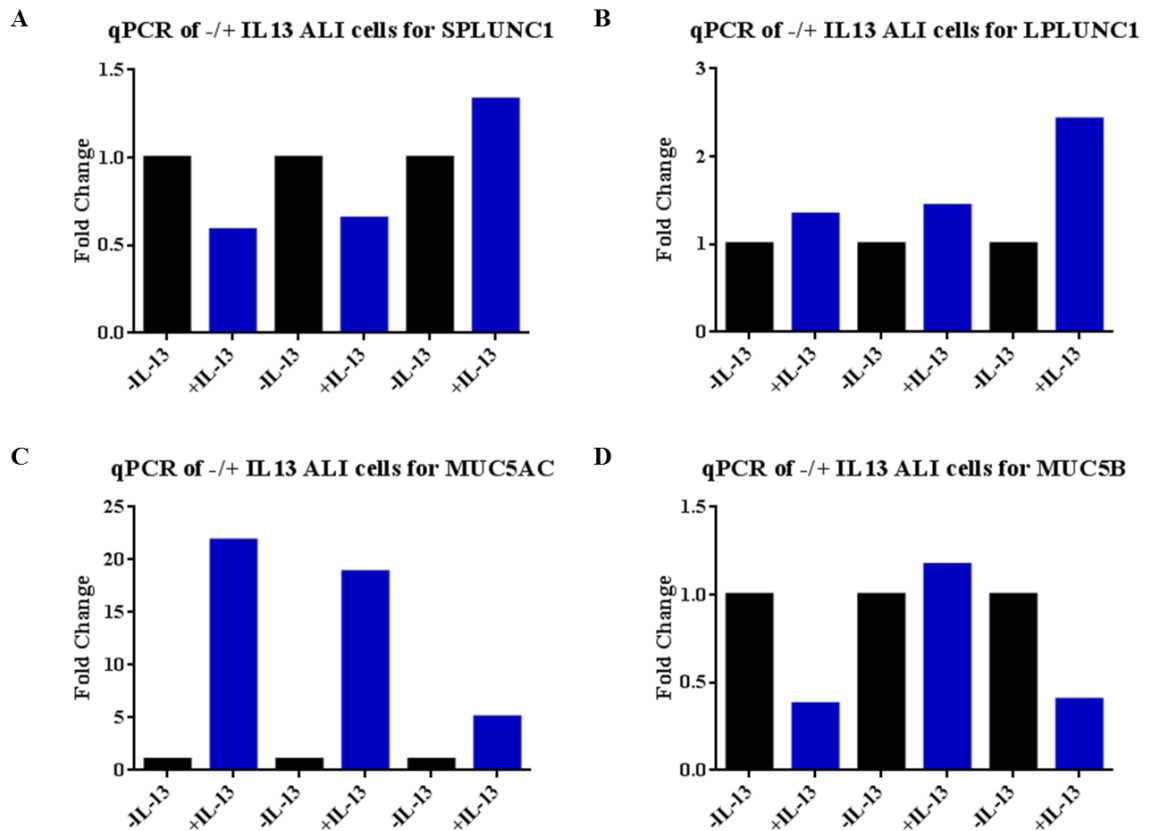 A
qPCR of -/+ IL13 ALI cells for SPLUNC1
1.5
1.0
0.5
0.0
Fold Change
-IL-13
+IL-13
-IL-13
+IL-13
-IL-13
+IL-13
B
qPCR of -/+ IL13 ALI cells for LPLUNC1
3
2
1
0
Fold Change
-IL-13
+IL-13
-IL-13
+IL-13
-IL-13
+IL-13
C
qPCR of -/+ IL13 ALI cells for MUC5AC
25
20
15
10
5
0
Fold Change
-IL-13
+IL-13
-IL-13
+IL-13
-IL-13
+IL-13
D
qPCR of -/+ IL13 ALI cells for MUC5B
1.5
1.0
0.5
0.0
Fold Change
-IL-13
+IL-13
-IL-13
+IL-13
-IL-13
+IL-13